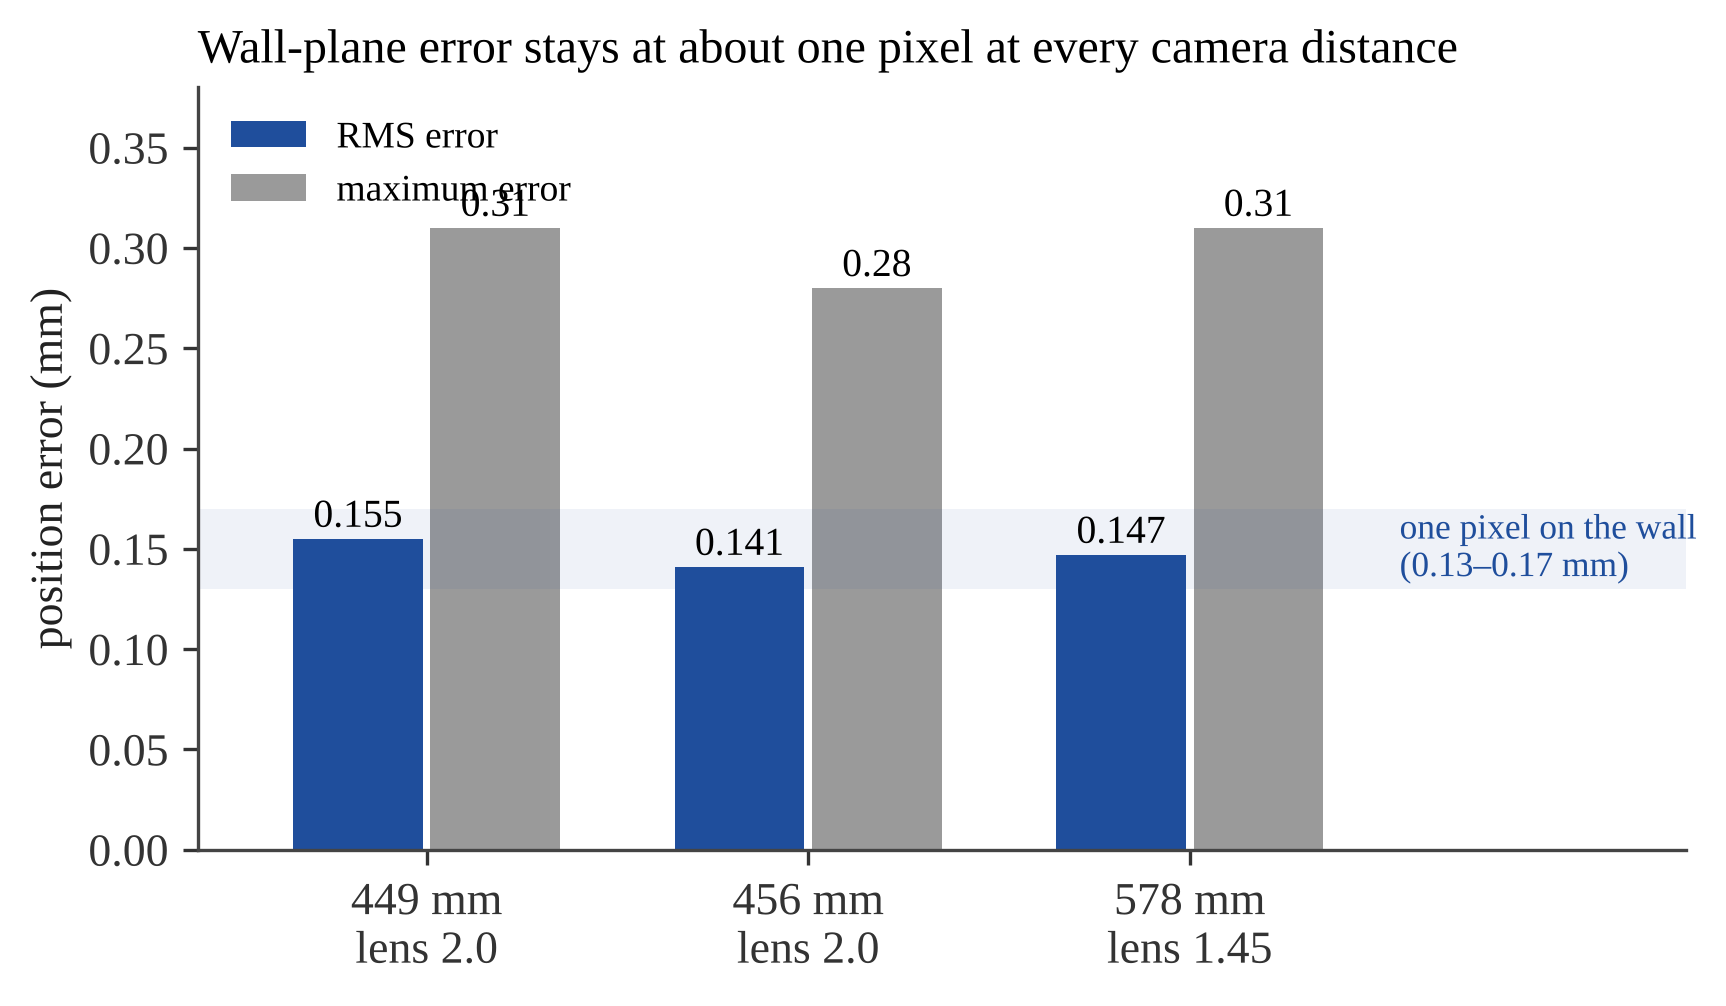 Wall-plane error stays at about one pixel at every camera distance
RMS error
maximum error
0.35
0.30
0.25
0.20
0.15
0.10
0.05
0.00
position error (mm)
0.31
0.28
0.31
0.155
0.141
0.147
one pixel on the wall
(0.13–0.17 mm)
449 mm
lens 2.0
456 mm
lens 2.0
578 mm
lens 1.45